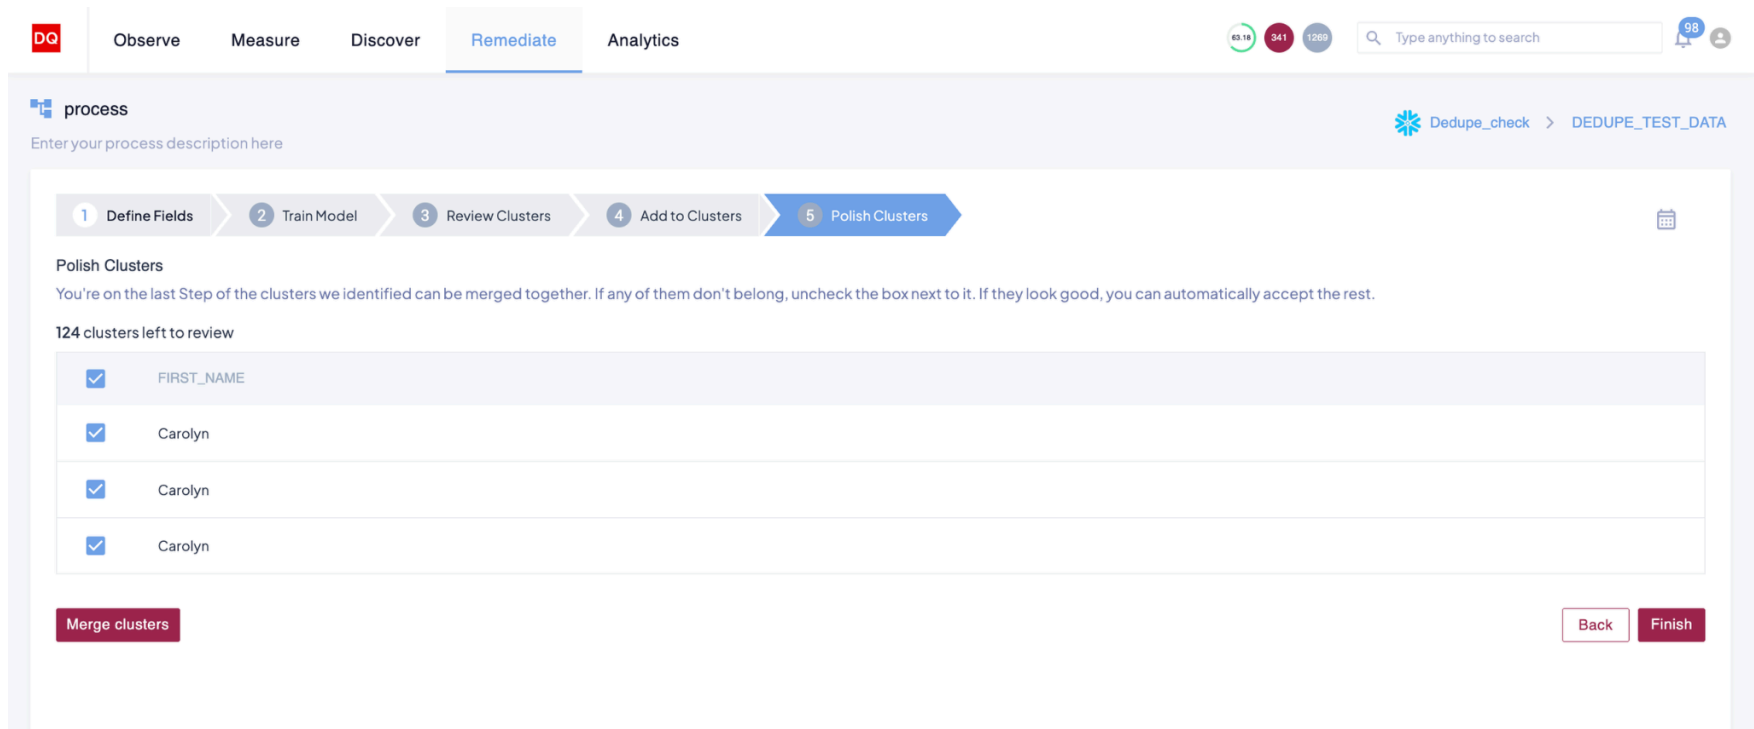 DQ
Observe Measure Discover Remediate Analytics
63.18 341 1269 Type anything to search 98
process
Enter your process description here
Dedupe_check > DEDUPE_TEST_DATA
1 Define Fields 2 Train Model 3 Review Clusters 4 Add to Clusters 5 Polish Clusters
Polish Clusters
You're on the last Step of the clusters we identified can be merged together. If any of them don't belong, uncheck the box next to it. If they look good, you can automatically accept the rest.
124 clusters left to review
FIRST_NAME
Carolyn
Carolyn
Carolyn
Merge clusters Back Finish